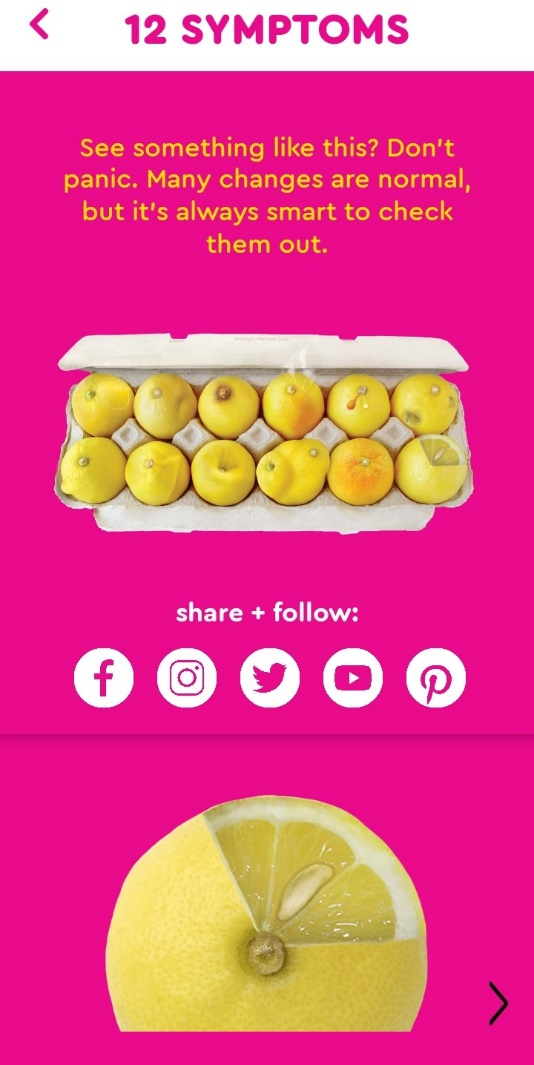 12 SYMPTOMS
See something like this? Don't
panic. Many changes are normal,
but it's always smart to check
them out.
share + follow: